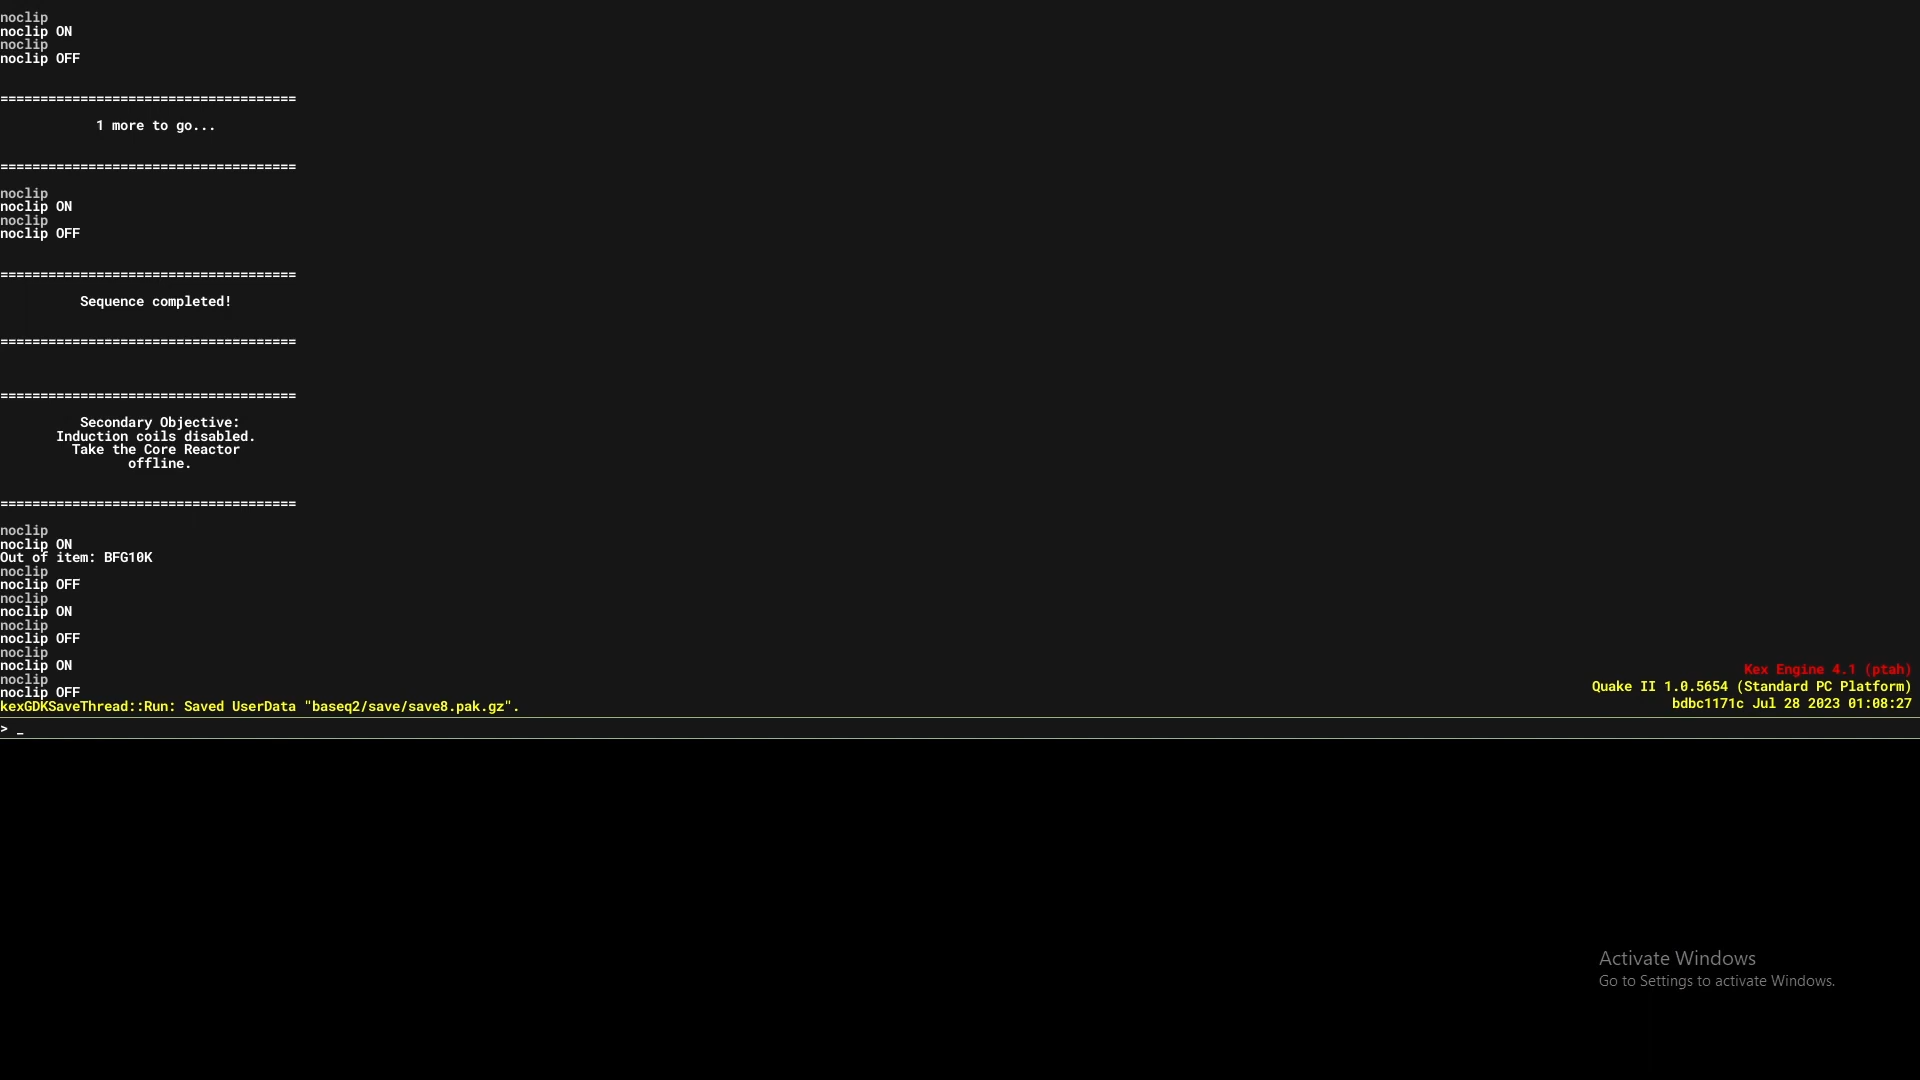 noclip
noclip ON
noclip
noclip OFF
=====================================
1 more to go...
=====================================
noclip
noclip ON
noclip
noclip OFF
=====================================
Sequence completed!
=====================================
=====================================
Secondary Objective:
Induction coils disabled.
Take the Core Reactor
offline.
=====================================
noclip
noclip ON
Out of item: BFG10K
noclip
noclip OFF
noclip
noclip ON
noclip
noclip OFF
noclip
noclip ON
noclip
noclip OFF
kexGDKSaveThread::Run: Saved UserData "baseq2/save/save8.pak.gz".
Kex Engine 4.1 (ptah)
Quake II 1.0.5654 (Standard PC Platform)
bdbc1171c Jul 28 2023 01:08:27
> _
Activate Windows
Go to Settings to activate Windows.